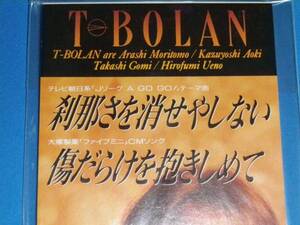 T-BOLAN
T-BOLAN are Arashi Moritomo / Kazuyoshi Aoki
Takashi Gomi / Hirofumi Ueno
テレビ朝日系「Jリーグ A GO GO」テーマ曲
刹那さを消せやしない
大塚製薬「ファイブミニ」CMソング
傷だらけを抱きしめて